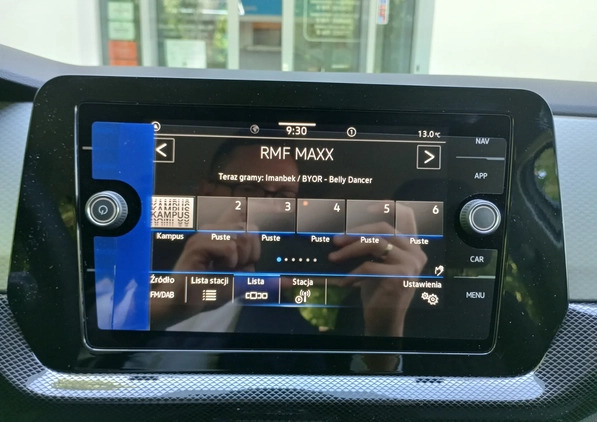 9:30
13.0°C
NAV
RMF MAXX
APP
Teraz gramy: Imanbek / BYOR - Belly Dancer
KAMPUS
2 3 4 5 6
Kampus Puste Puste Puste Puste Puste
CAR
Źródło Lista stacji Lista Stacja Ustawienia
FM/DAB
MENU